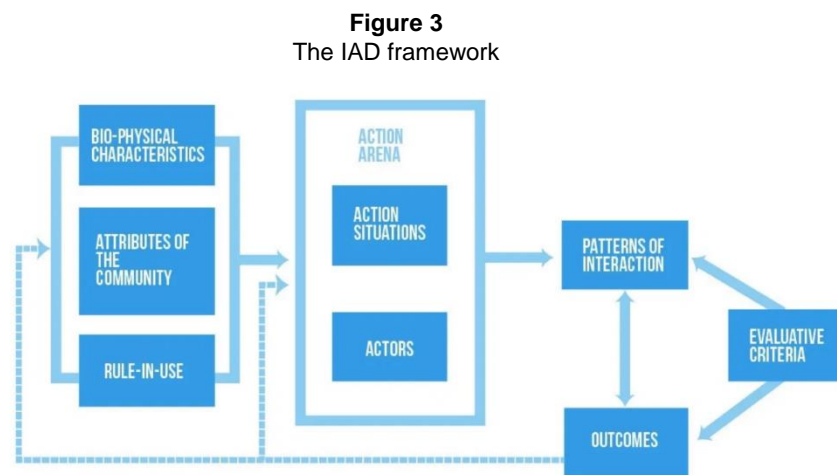 Figure 3
The IAD framework
BIO-PHYSICAL
CHARACTERISTICS
ATTRIBUTES OF
THE
COMMUNITY
RULE-IN-USE
ACTION
ARENA
ACTION
SITUATIONS
ACTORS
PATTERNS OF
INTERACTION
OUTCOMES
EVALUATIVE
CRITERIA